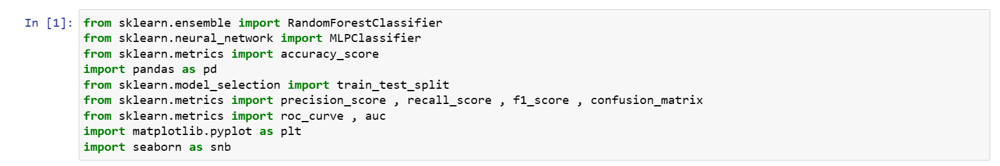 In [1]: from sklearn.ensemble import RandomForestClassifier
from sklearn.neural_network import MLPClassifier
from sklearn.metrics import accuracy_score
import pandas as pd
from sklearn.model_selection import train_test_split
from sklearn.metrics import precision_score , recall_score , f1_score , confusion_matrix
from sklearn.metrics import roc_curve , auc
import matplotlib.pyplot as plt
import seaborn as snb